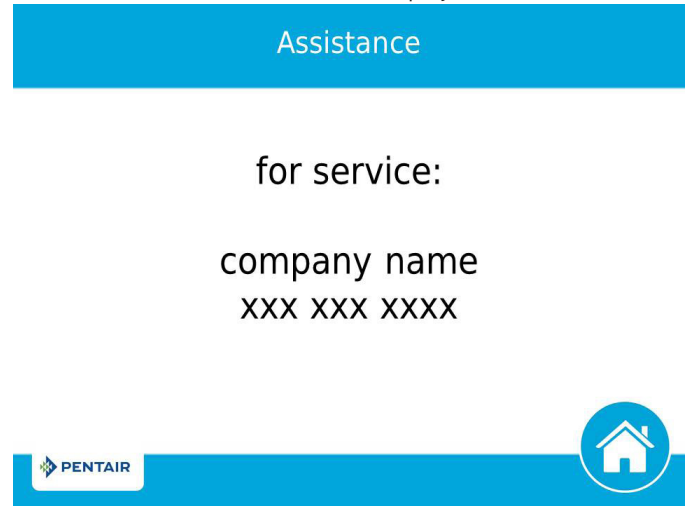 Assistance
for service:
company name
xxx xxx xxxx
PENTAIR